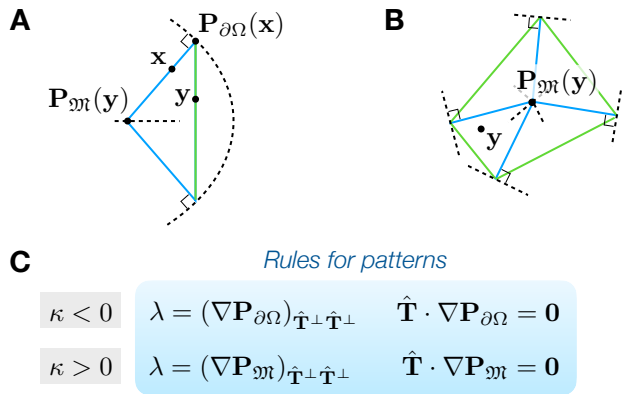 A
P∂Ω(x)
x
P𝔐(y)
y
B
P𝔐(y)
y
C
Rules for patterns
κ < 0 λ = (∇P∂Ω)T̂⊥T̂⊥ T̂ · ∇P∂Ω = 0
κ > 0 λ = (∇P𝔐)T̂⊥T̂⊥ T̂ · ∇P𝔐 = 0